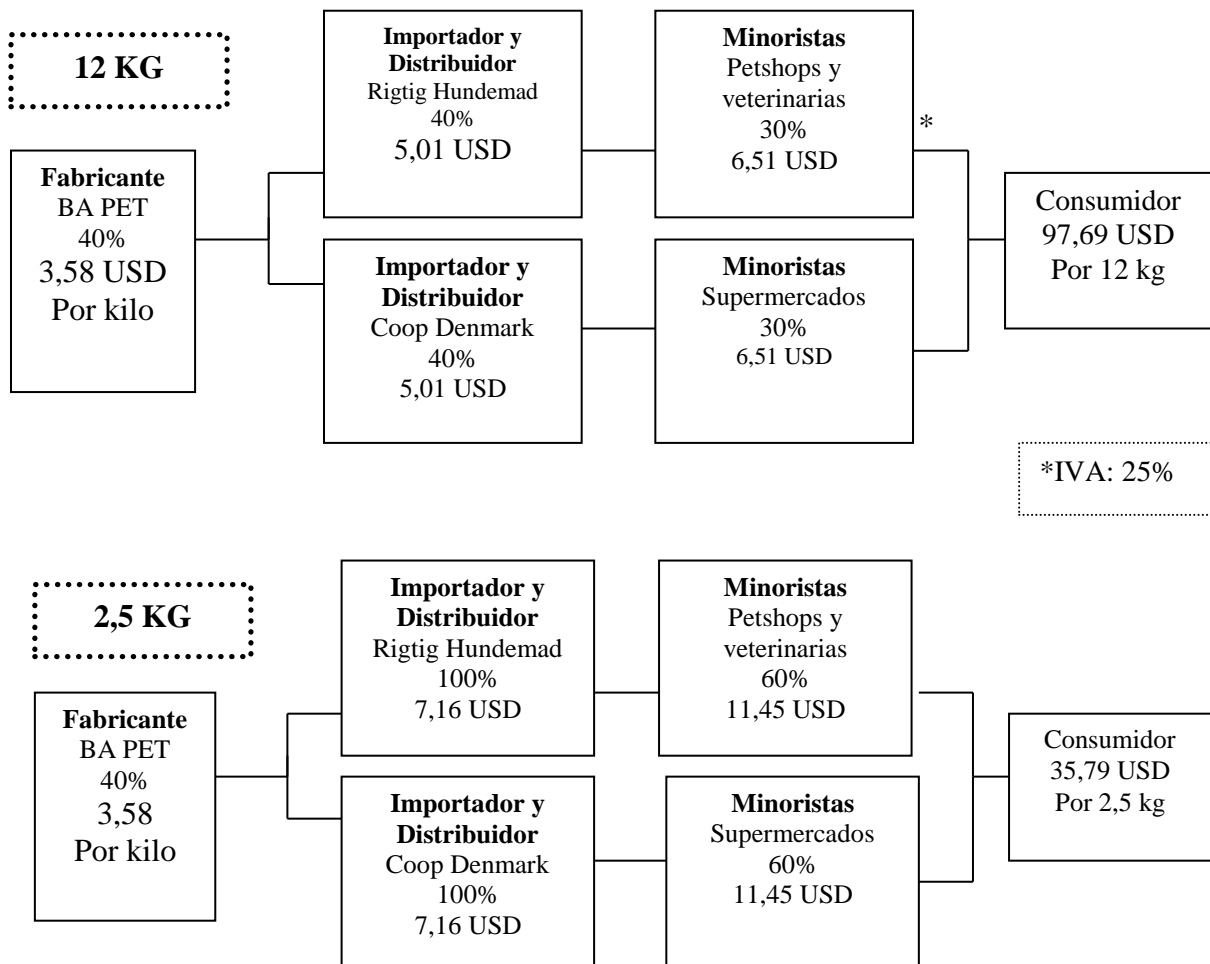 12 KG
Fabricante
BA PET
40%
3,58 USD
Por kilo
Importador y
Distribuidor
Rigtig Hundemad
40%
5,01 USD
Minoristas
Petshops y
veterinarias
30%
6,51 USD
*
Importador y
Distribuidor
Coop Denmark
40%
5,01 USD
Minoristas
Supermercados
30%
6,51 USD
Consumidor
97,69 USD
Por 12 kg
*IVA: 25%
2,5 KG
Fabricante
BA PET
40%
3,58
Por kilo
Importador y
Distribuidor
Rigtig Hundemad
100%
7,16 USD
Minoristas
Petshops y
veterinarias
60%
11,45 USD
Importador y
Distribuidor
Coop Denmark
100%
7,16 USD
Minoristas
Supermercados
60%
11,45 USD
Consumidor
35,79 USD
Por 2,5 kg